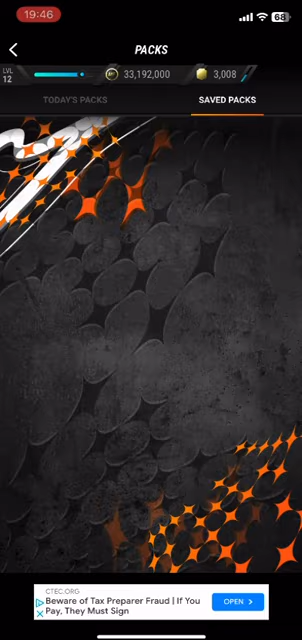 19:46
68
PACKS
LVL
12
33,192,000
3,008
TODAY'S PACKS
SAVED PACKS
CTEC.ORG
Beware of Tax Preparer Fraud | If You
Pay, They Must Sign
OPEN